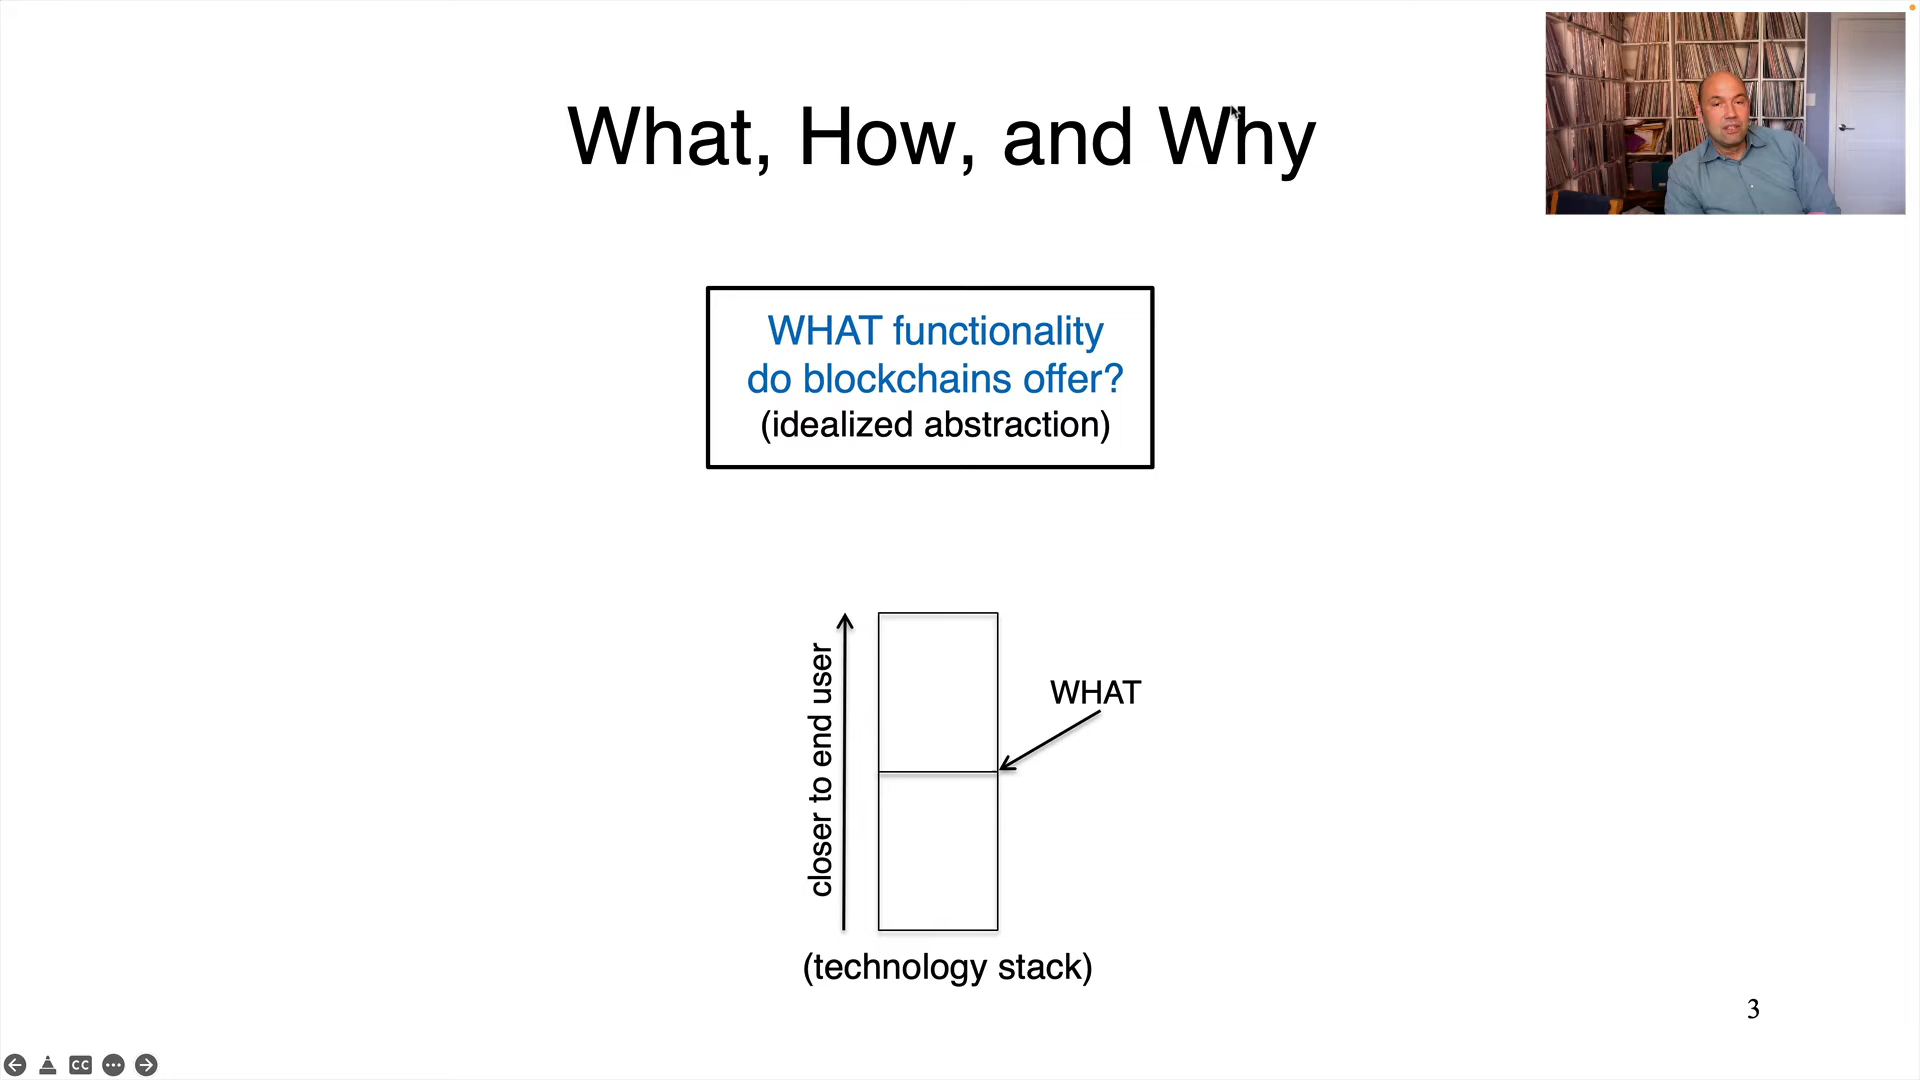 What, How, and Why
WHAT functionality
do blockchains offer?
(idealized abstraction)
closer to end user
WHAT
(technology stack)
3
CC